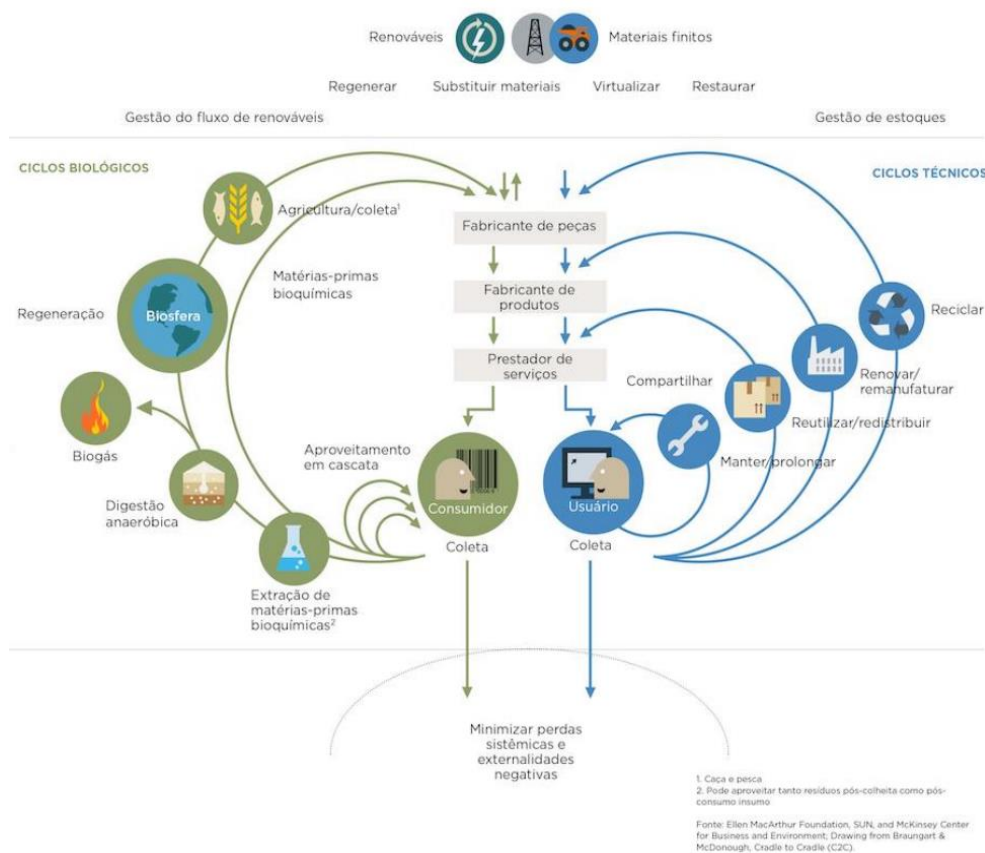 Renováveis
Materiais finitos
Regenerar
Substituir materiais
Virtualizar
Restaurar
Gestão do fluxo de renováveis
Gestão de estoques
CICLOS BIOLÓGICOS
CICLOS TÉCNICOS
Agricultura/coleta¹
Fabricante de peças
Matérias-primas
bioquímicas
Fabricante de
produtos
Regeneração
Biosfera
Reciclar
Prestador de
serviços
Compartilhar
Renovar/
remanufaturar
Reutilizar/redistribuir
Biogás
Aproveitamento
em cascata
Manter/prolongar
Digestão
anaeróbica
Consumidor
Usuário
Coleta
Coleta
Extração de
matérias-primas
bioquímicas²
Minimizar perdas
sistêmicas e
externalidades
negativas
1. Caça e pesca
2. Pode aproveitar tanto resíduos pós-colheita como pós-
consumo insumo
Fonte: Ellen MacArthur Foundation, SUN, and McKinsey Center
for Business and Environment; Drawing from Braungart &
McDonough, Cradle to Cradle (C2C).